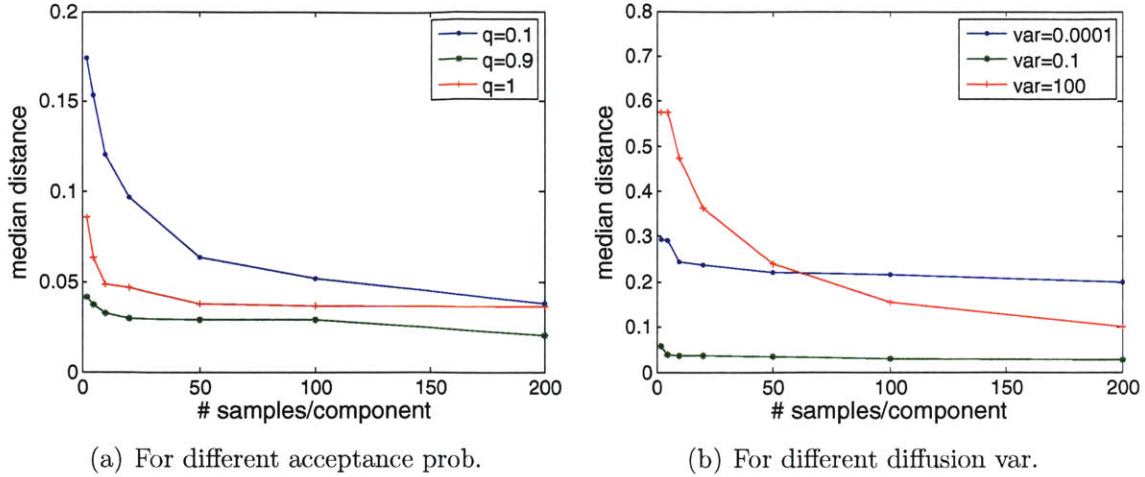 0.2
0.15
0.1
0.05
0
median distance
q=0.1
q=0.9
q=1
0
50
100
150
200
# samples/component
(a) For different acceptance prob.
0.8
0.7
0.6
0.5
0.4
0.3
0.2
0.1
0
median distance
var=0.0001
var=0.1
var=100
0
50
100
150
200
# samples/component
(b) For different diffusion var.